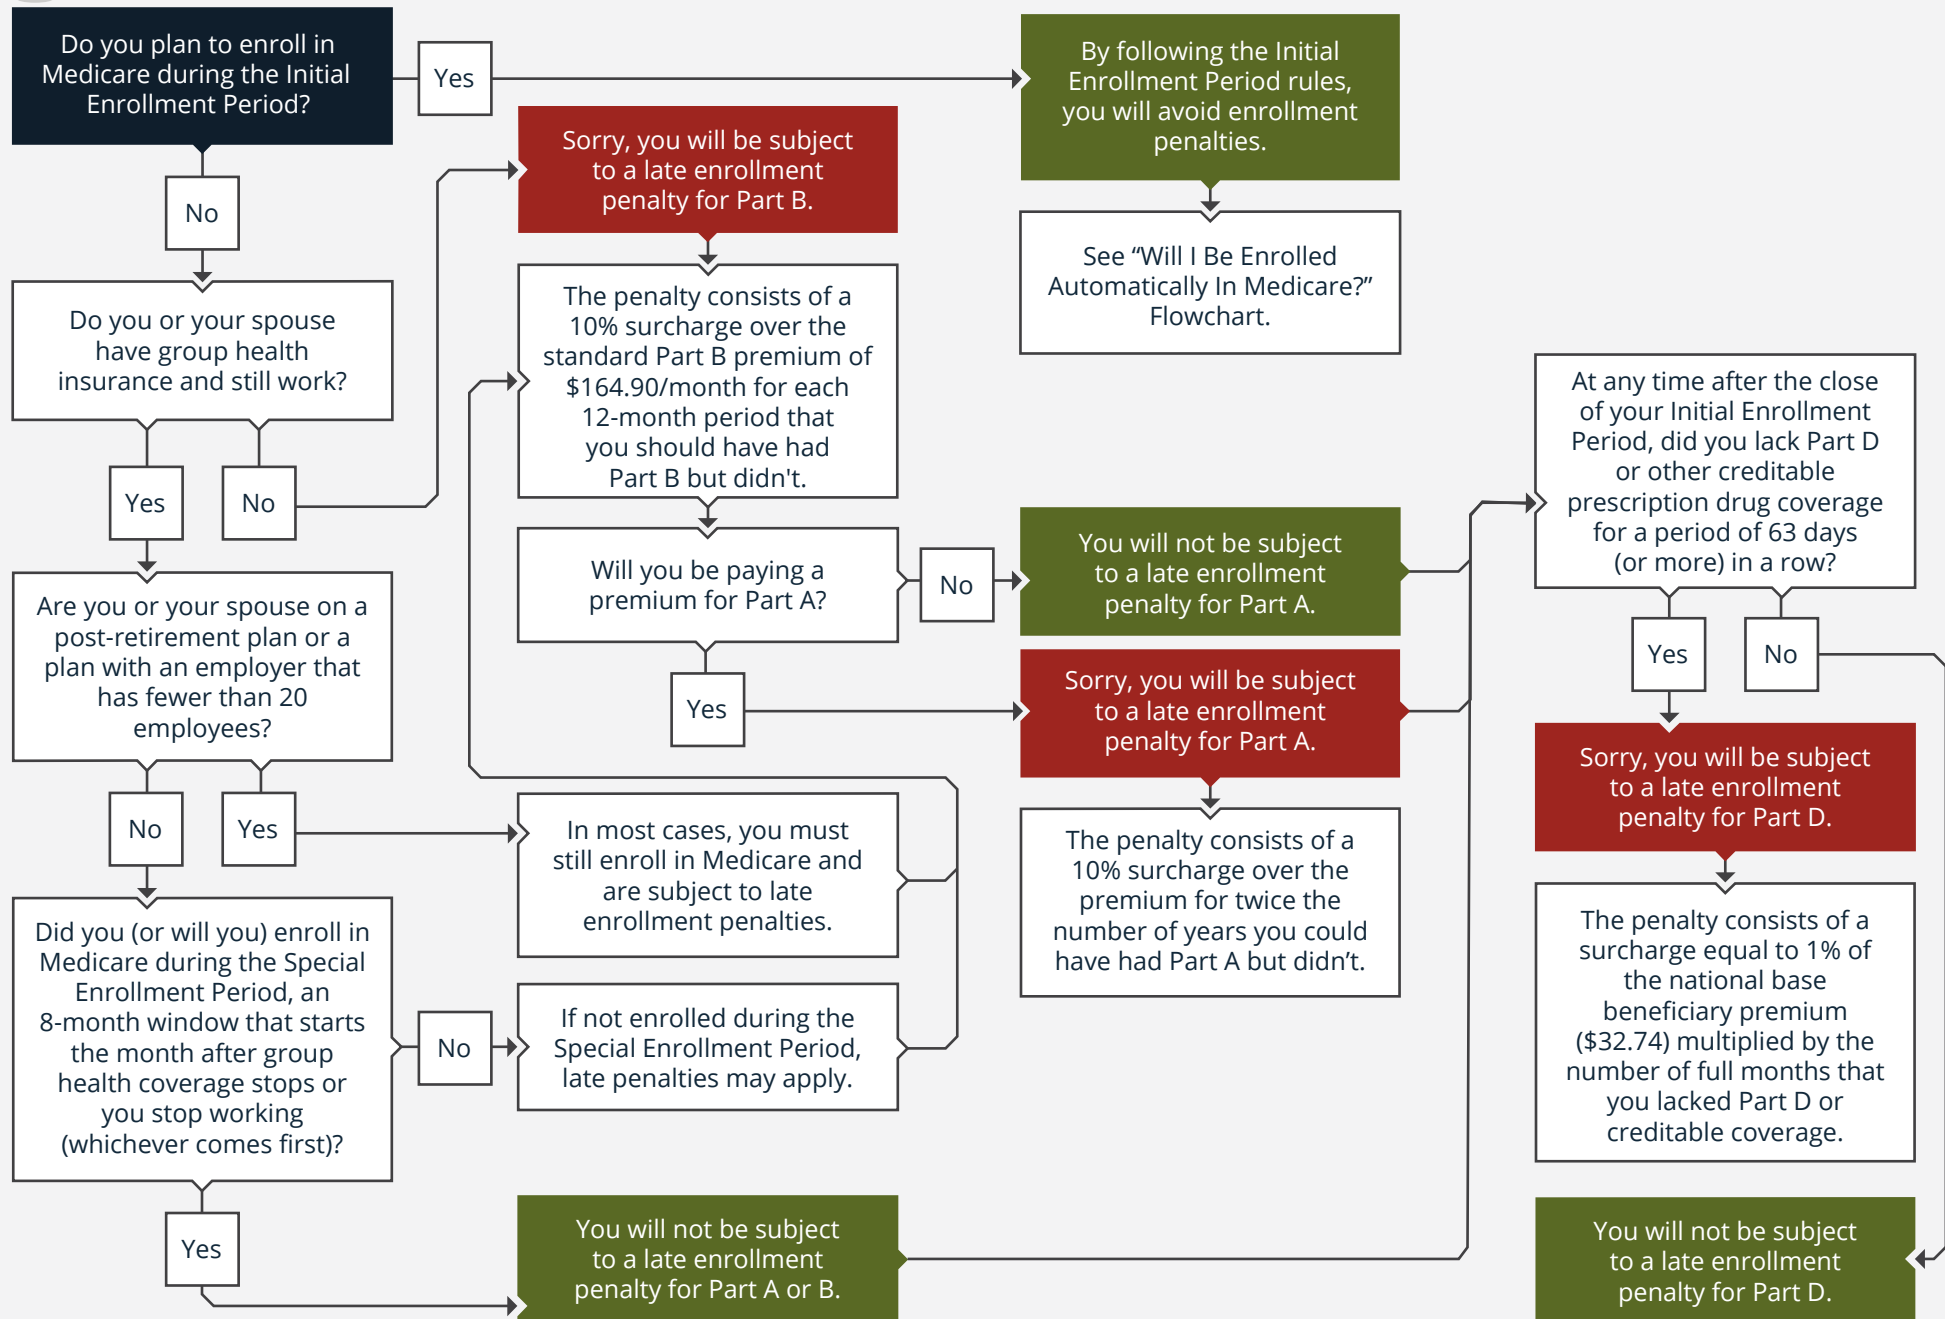 Do you plan to enroll in
Medicare during the Initial
Enrollment Period?
Yes
By following the Initial
Enrollment Period rules,
you will avoid enrollment
penalties.
See “Will I Be Enrolled
Automatically In Medicare?”
Flowchart.
No
Do you or your spouse
have group health
insurance and still work?
Yes
No
Sorry, you will be subject
to a late enrollment
penalty for Part B.
The penalty consists of a
10% surcharge over the
standard Part B premium of
$164.90/month for each
12-month period that
you should have had
Part B but didn't.
Will you be paying a
premium for Part A?
No
You will not be subject
to a late enrollment
penalty for Part A.
Yes
Sorry, you will be subject
to a late enrollment
penalty for Part A.
The penalty consists of a
10% surcharge over the
premium for twice the
number of years you could
have had Part A but didn’t.
Are you or your spouse on a
post-retirement plan or a
plan with an employer that
has fewer than 20
employees?
No
Yes
In most cases, you must
still enroll in Medicare and
are subject to late
enrollment penalties.
Did you (or will you) enroll in
Medicare during the Special
Enrollment Period, an
8-month window that starts
the month after group
health coverage stops or
you stop working
(whichever comes first)?
No
If not enrolled during the
Special Enrollment Period,
late penalties may apply.
Yes
You will not be subject
to a late enrollment
penalty for Part A or B.
At any time after the close
of your Initial Enrollment
Period, did you lack Part D
or other creditable
prescription drug coverage
for a period of 63 days
(or more) in a row?
Yes
No
Sorry, you will be subject
to a late enrollment
penalty for Part D.
The penalty consists of a
surcharge equal to 1% of
the national base
beneficiary premium
($32.74) multiplied by the
number of full months that
you lacked Part D or
creditable coverage.
You will not be subject
to a late enrollment
penalty for Part D.